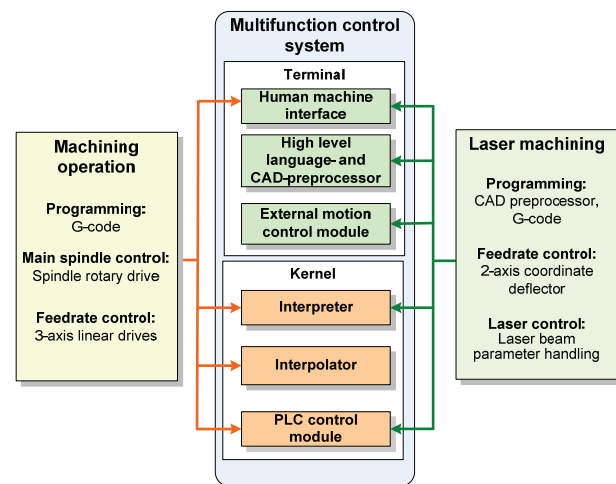 Multifunction control
system
Terminal
Human machine
interface
High level
language- and
CAD-preprocessor
External motion
control module
Kernel
Interpreter
Interpolator
PLC control
module
Machining
operation
Programming:
G-code
Main spindle control:
Spindle rotary drive
Feedrate control:
3-axis linear drives
Laser machining
Programming:
CAD preprocessor,
G-code
Feedrate control:
2-axis coordinate
deflector
Laser control:
Laser beam
parameter handling